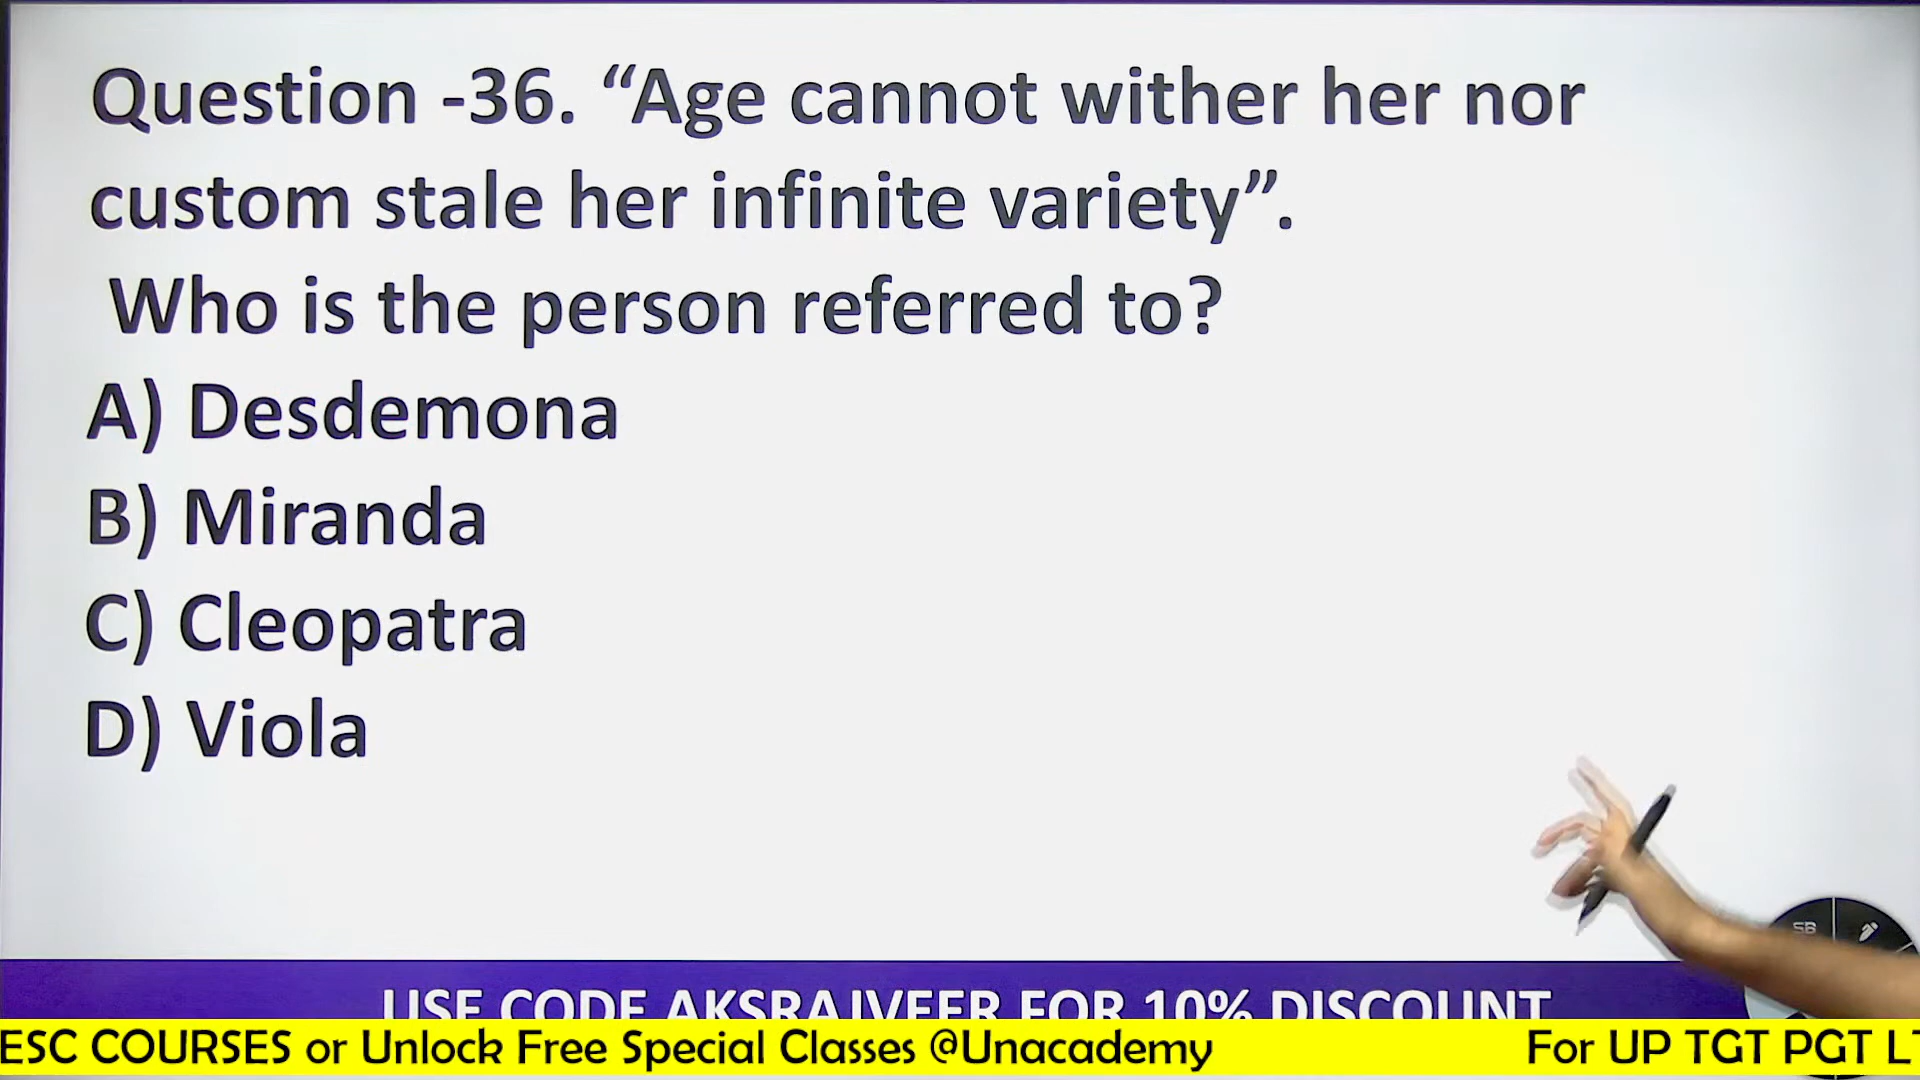 Question -36. “Age cannot wither her nor
custom stale her infinite variety”.
Who is the person referred to?
A) Desdemona
B) Miranda
C) Cleopatra
D) Viola
SB
USE CODE AKSRAJVEER FOR 10% DISCOUNT
ESC COURSES or Unlock Free Special Classes @Unacademy For UP TGT PGT LT